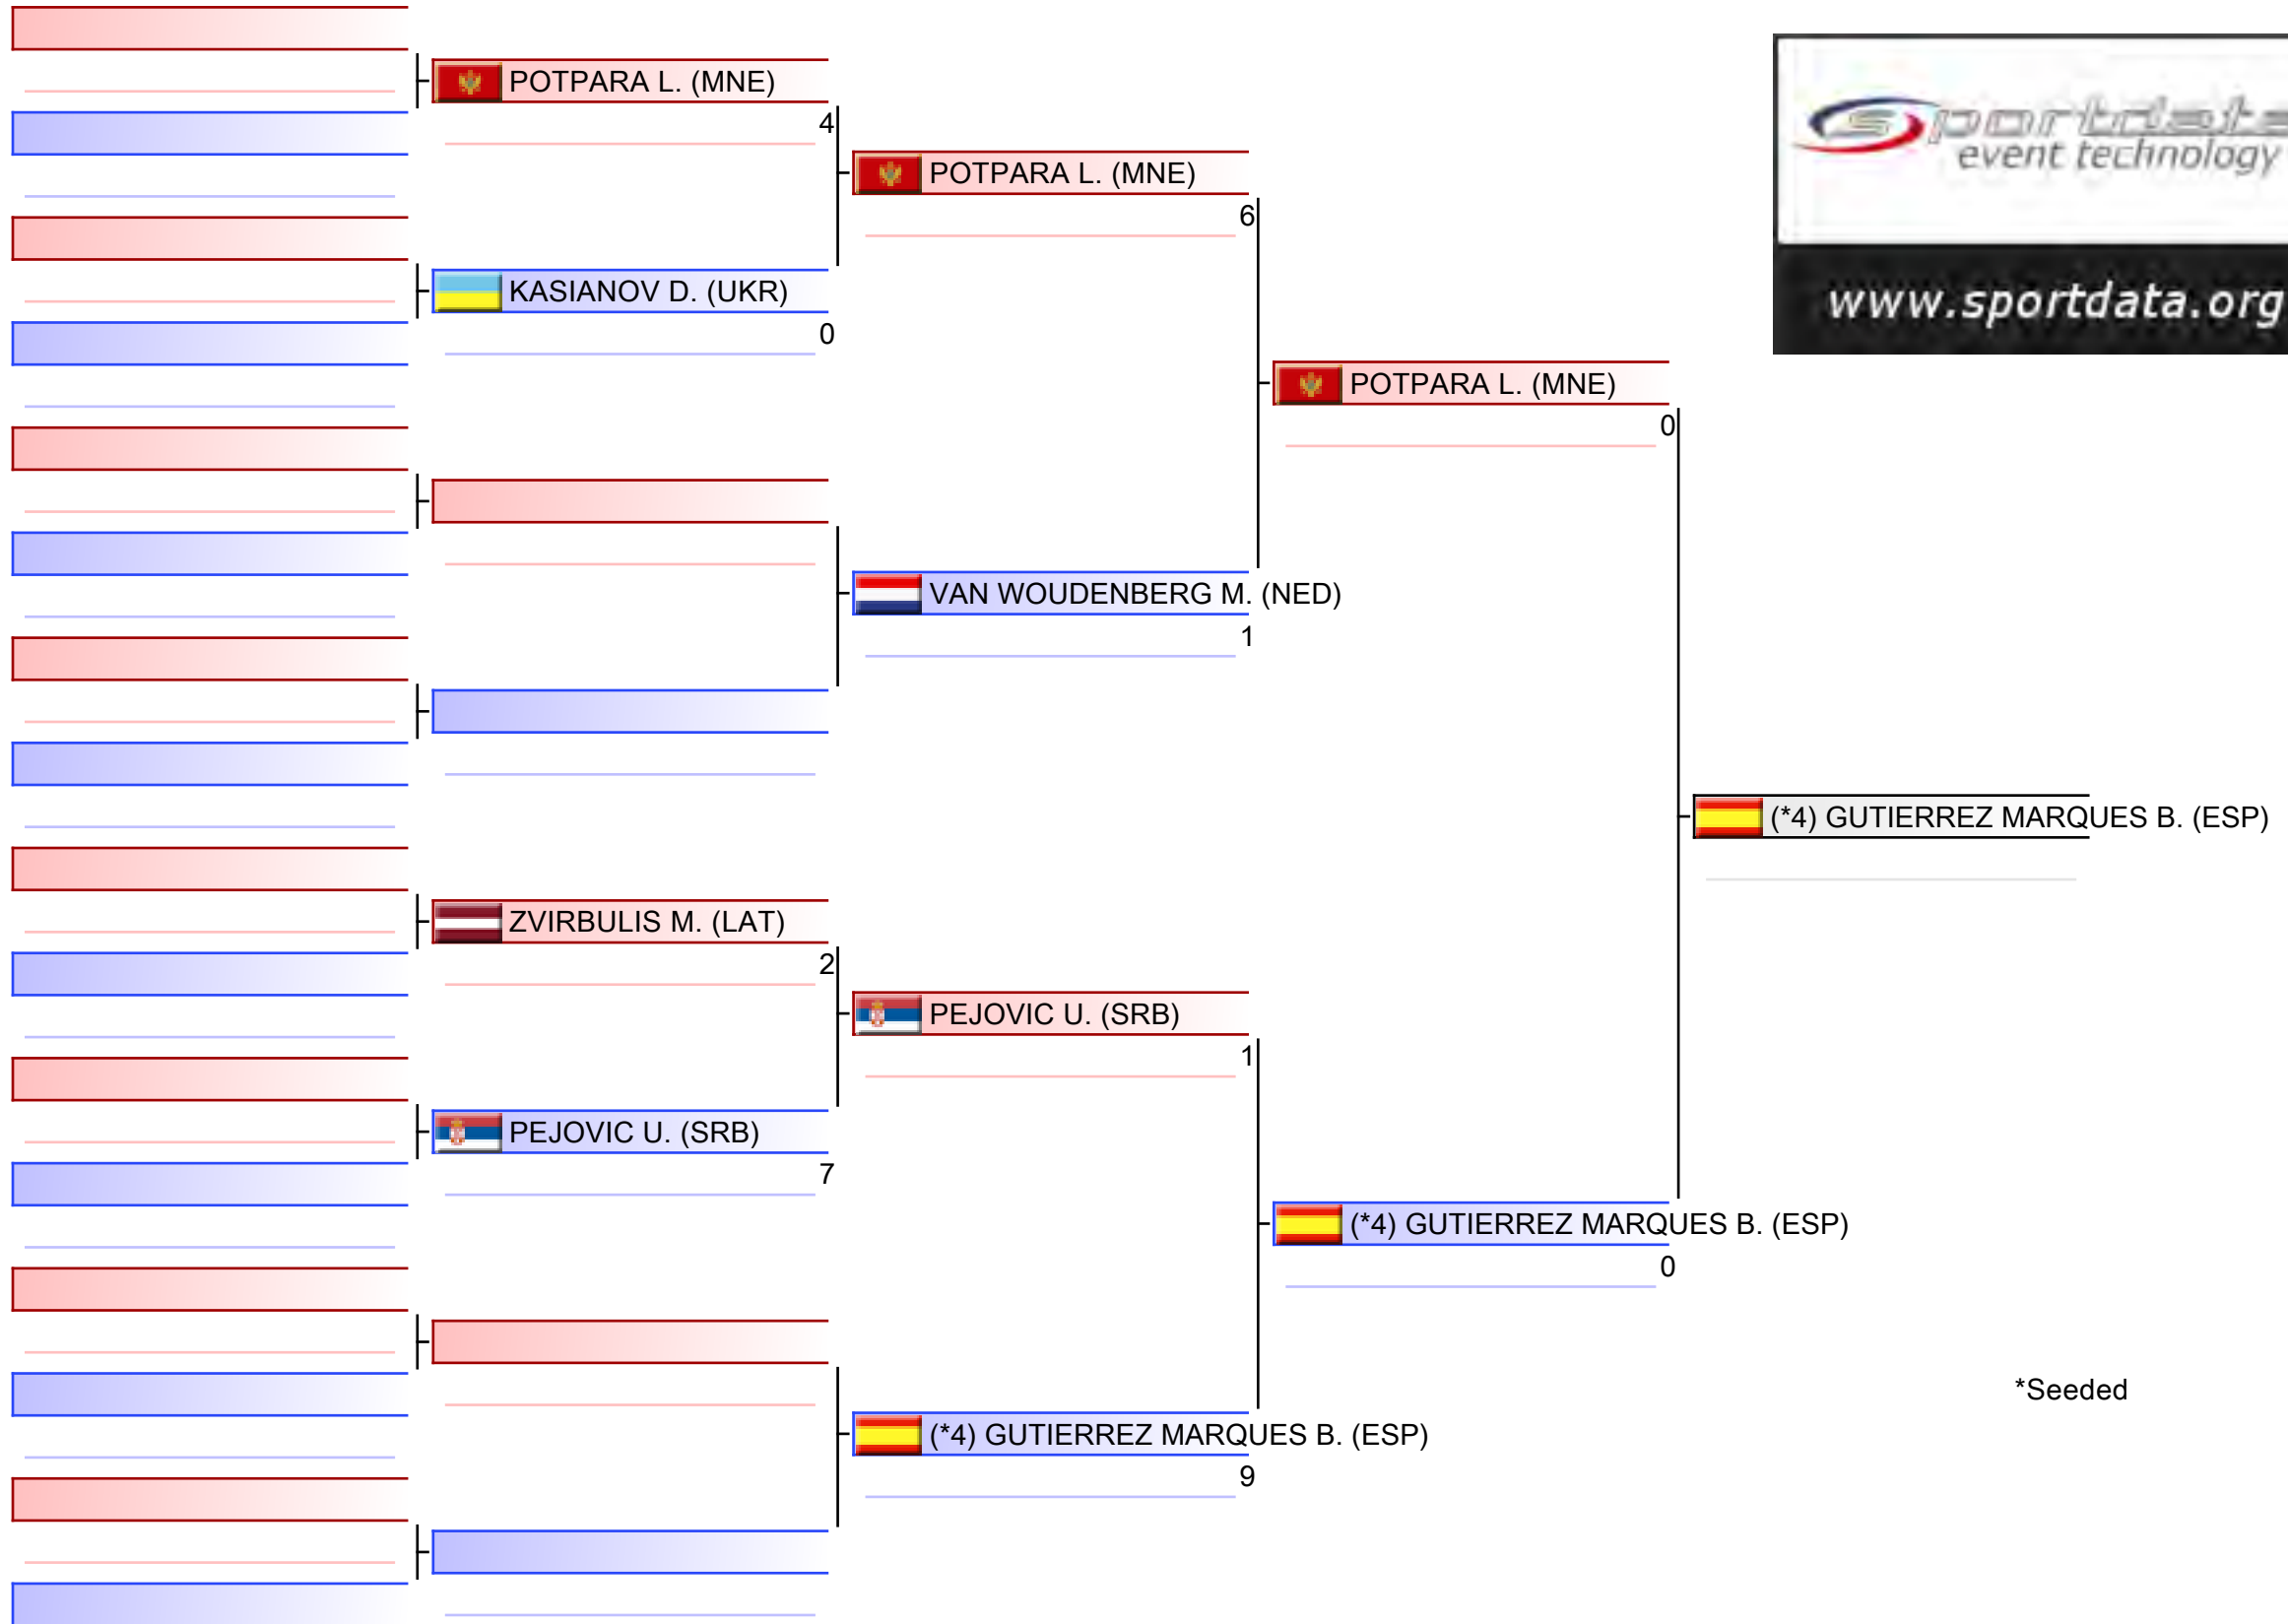 POTPARA L. (MNE)
4
KASIANOV D. (UKR)
0
ZVIRBULIS M. (LAT)
2
PEJOVIC U. (SRB)
7
POTPARA L. (MNE)
6
VAN WOUDENBERG M. (NED)
1
PEJOVIC U. (SRB)
1
(*4) GUTIERREZ MARQUES B. (ESP)
9
POTPARA L. (MNE)
0
(*4) GUTIERREZ MARQUES B. (ESP)
0
(*4) GUTIERREZ MARQUES B. (ESP)
sportdata
event technology
www.sportdata.org
*Seeded